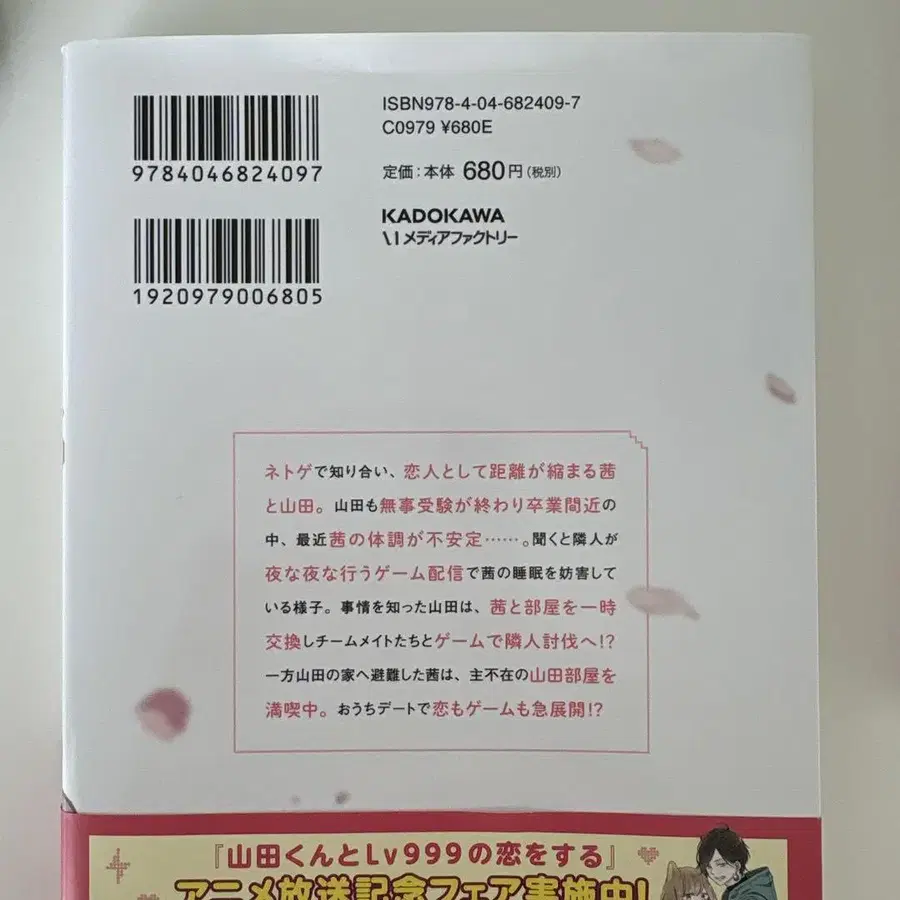 ISBN978-4-04-682409-7
C0979 ¥680E
9784046824097
定価:本体 680円(税別)
KADOKAWA
メディアファクトリー
1920979006805
ネトゲで知り合い、恋人として距離が縮まる茜
と山田。山田も無事受験が終わり卒業間近の
中、最近茜の体調が不安定……。聞くと隣人が
夜な夜な行うゲーム配信で茜の睡眠を妨害して
いる様子。事情を知った山田は、茜と部屋を一時
交換しチームメイトたちとゲームで隣人討伐へ!?
一方山田の家へ避難した茜は、主不在の山田部屋を
満喫中。おうちデートで恋もゲームも急展開!?
『山田くんとLv999の恋をする』
アニメ放送記念フェア実施中!